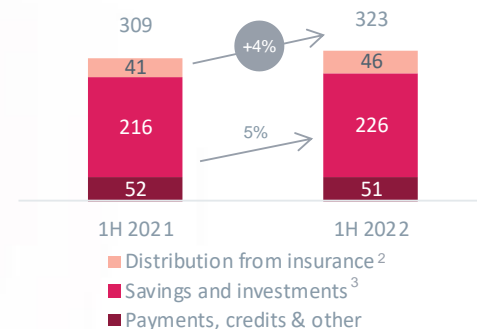 309
323
+4%
41
46
216
5%
226
52
51
1H 2021
1H 2022
Distribution from insurance 2
Savings and investments 3
Payments, credits & other